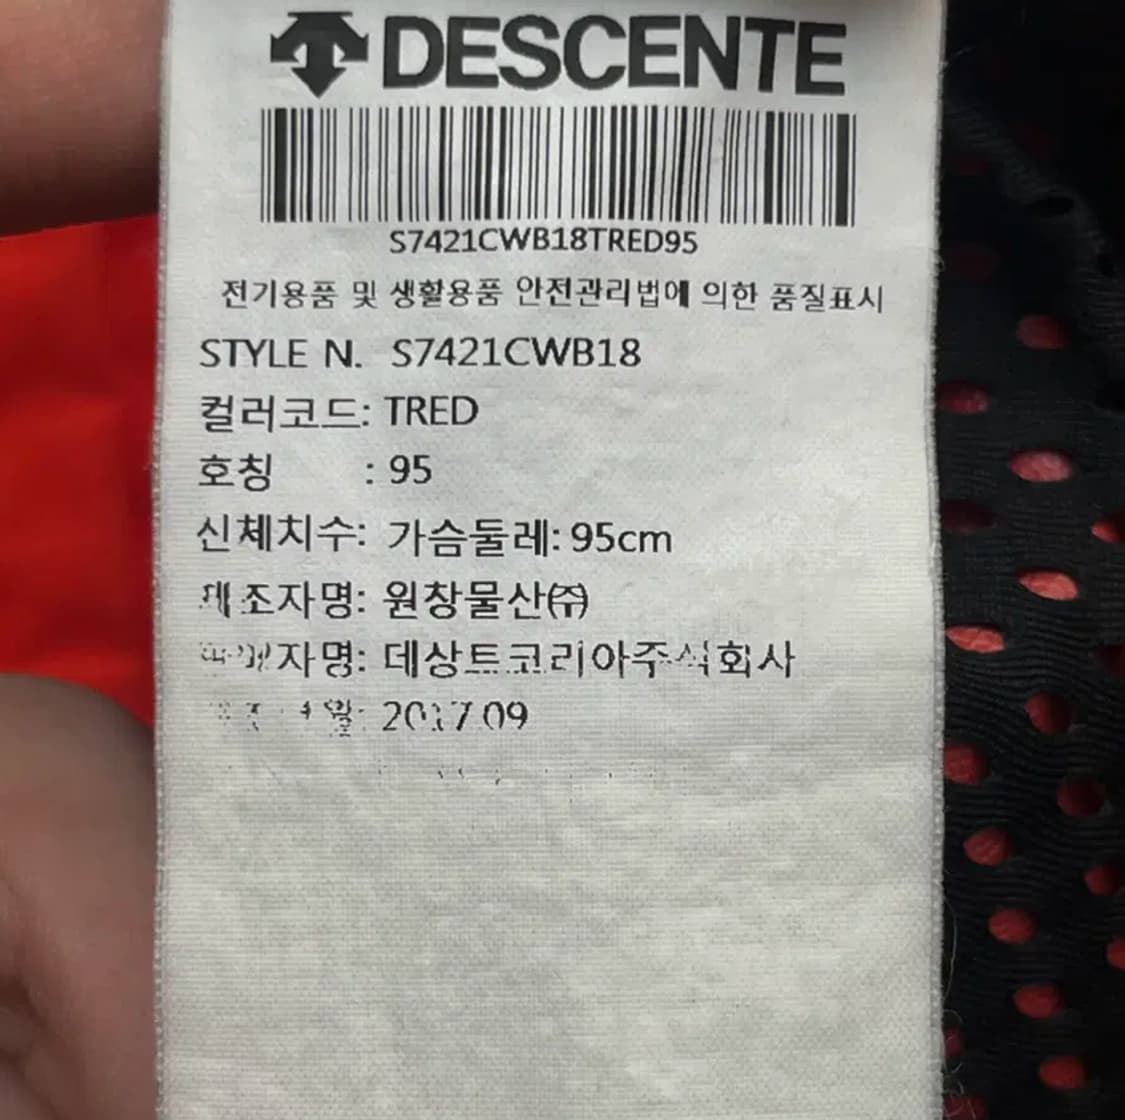 DESCENTE
S7421CWB18TRED95
전기용품 및 생활용품 안전관리법에 의한 품질표시
STYLE N. S7421CWB18
컬러코드: TRED
호칭 : 95
신체치수: 가슴둘레: 95cm
제조자명: 원창물산㈜
자명: 데상트코리아주식회사
2017.09